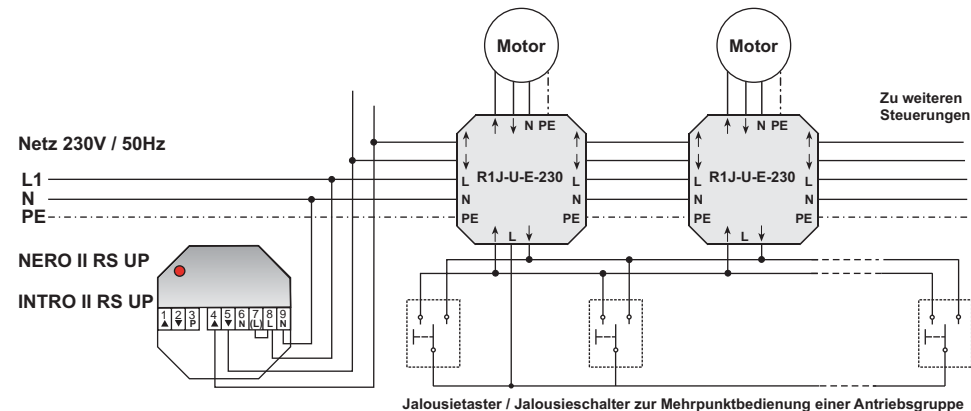 Motor
Motor
↑ ↓ N PE
↑ ↓ N PE
Zu weiteren
Steuerungen
Netz 230V / 50Hz
↑ ↑ ↑ ↑
↓ ↓ ↓ ↓
R1J-U-E-230
R1J-U-E-230
L1
L L L L
N
N N N N
PE
PE PE PE PE
↑ L ↓
↑ L ↓
NERO II RS UP
INTRO II RS UP
1 2 3 4 5 6 7 8 9
▲ ▼ P ▲ ▼ N (L) L N
Jalousietaster / Jalousieschalter zur Mehrpunktbedienung einer Antriebsgruppe